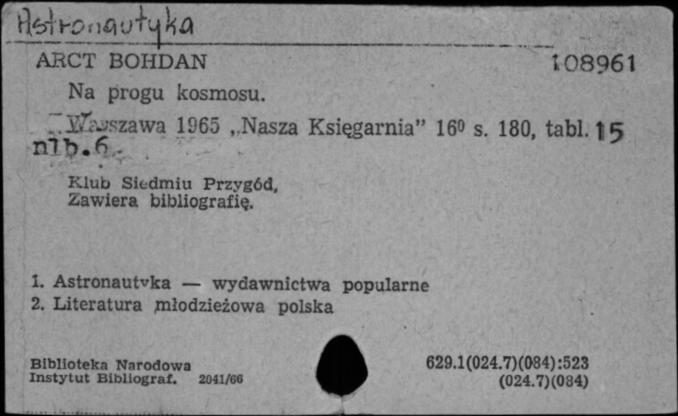 Astronautyka
ARCT BOHDAN 108961
Na progu kosmosu.
Warszawa 1965 „Nasza Księgarnia” 16⁰ s. 180, tabl. 15
nlb. 6.
Klub Siedmiu Przygód.
Zawiera bibliografię.
1. Astronautyka — wydawnictwa popularne
2. Literatura młodzieżowa polska
Biblioteka Narodowa 629.1(024.7)(084):523
Instytut Bibliograf. 2041/66 (024.7)(084)